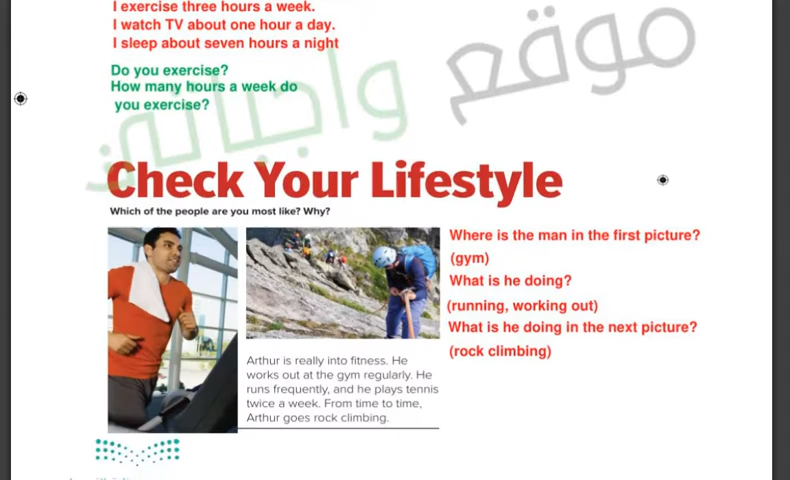 I exercise three hours a week.
I watch TV about one hour a day.
I sleep about seven hours a night
Do you exercise?
How many hours a week do
you exercise?
موقع واجباتي
Check Your Lifestyle
Which of the people are you most like? Why?
Where is the man in the first picture?
(gym)
What is he doing?
(running, working out)
What is he doing in the next picture?
(rock climbing)
Arthur is really into fitness. He
works out at the gym regularly. He
runs frequently, and he plays tennis
twice a week. From time to time,
Arthur goes rock climbing.